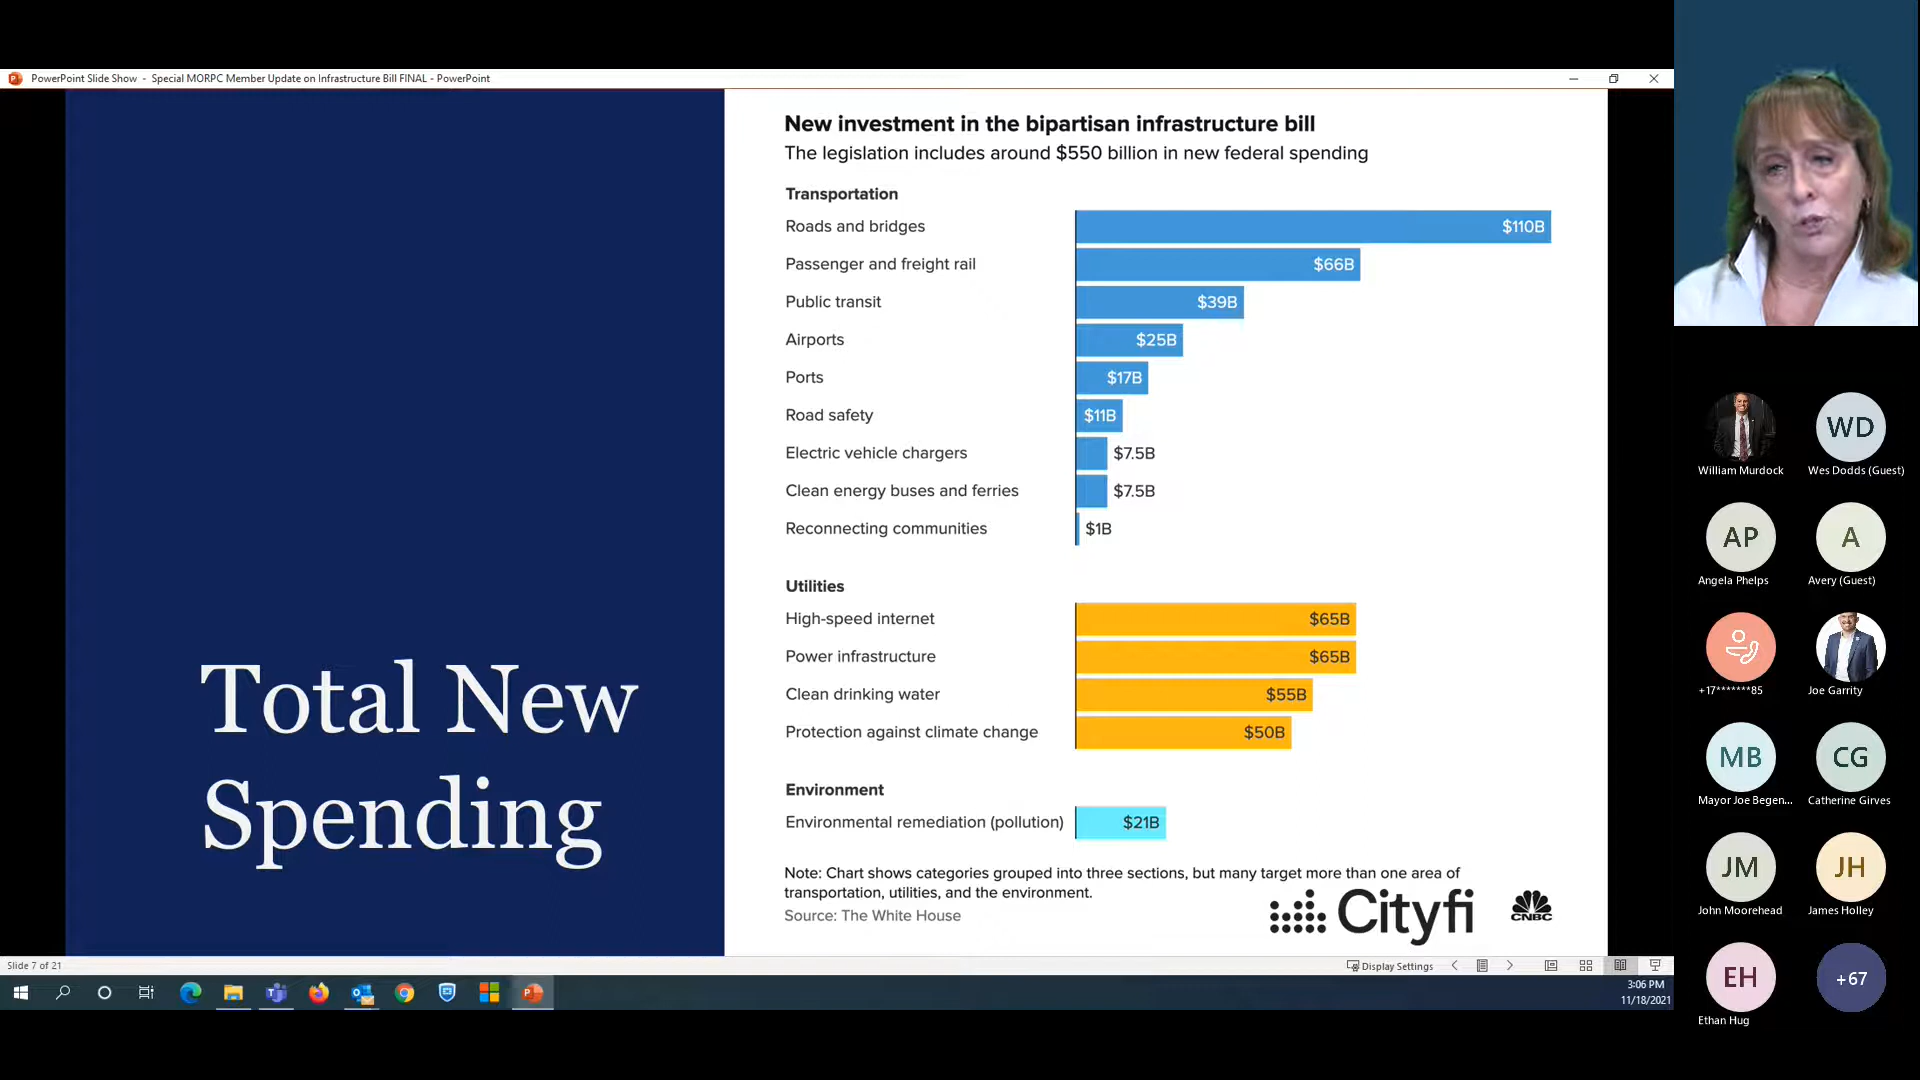 PowerPoint Slide Show - Special MORPC Member Update on Infrastructure Bill FINAL - PowerPoint
Total New
Spending
New investment in the bipartisan infrastructure bill
The legislation includes around $550 billion in new federal spending
Transportation
Roads and bridges $110B
Passenger and freight rail $66B
Public transit $39B
Airports $25B
Ports $17B
Road safety $11B
Electric vehicle chargers $7.5B
Clean energy buses and ferries $7.5B
Reconnecting communities $1B
Utilities
High-speed internet $65B
Power infrastructure $65B
Clean drinking water $55B
Protection against climate change $50B
Environment
Environmental remediation (pollution) $21B
Note: Chart shows categories grouped into three sections, but many target more than one area of
transportation, utilities, and the environment.
Source: The White House
Cityfi
CNBC
Slide 7 of 21
Display Settings
3:06 PM
11/18/2021
WD
William Murdock
Wes Dodds (Guest)
AP
A
Angela Phelps
Avery (Guest)
+17*******85
Joe Garrity
MB
CG
Mayor Joe Begen...
Catherine Girves
JM
JH
John Moorehead
James Holley
EH
+67
Ethan Hug